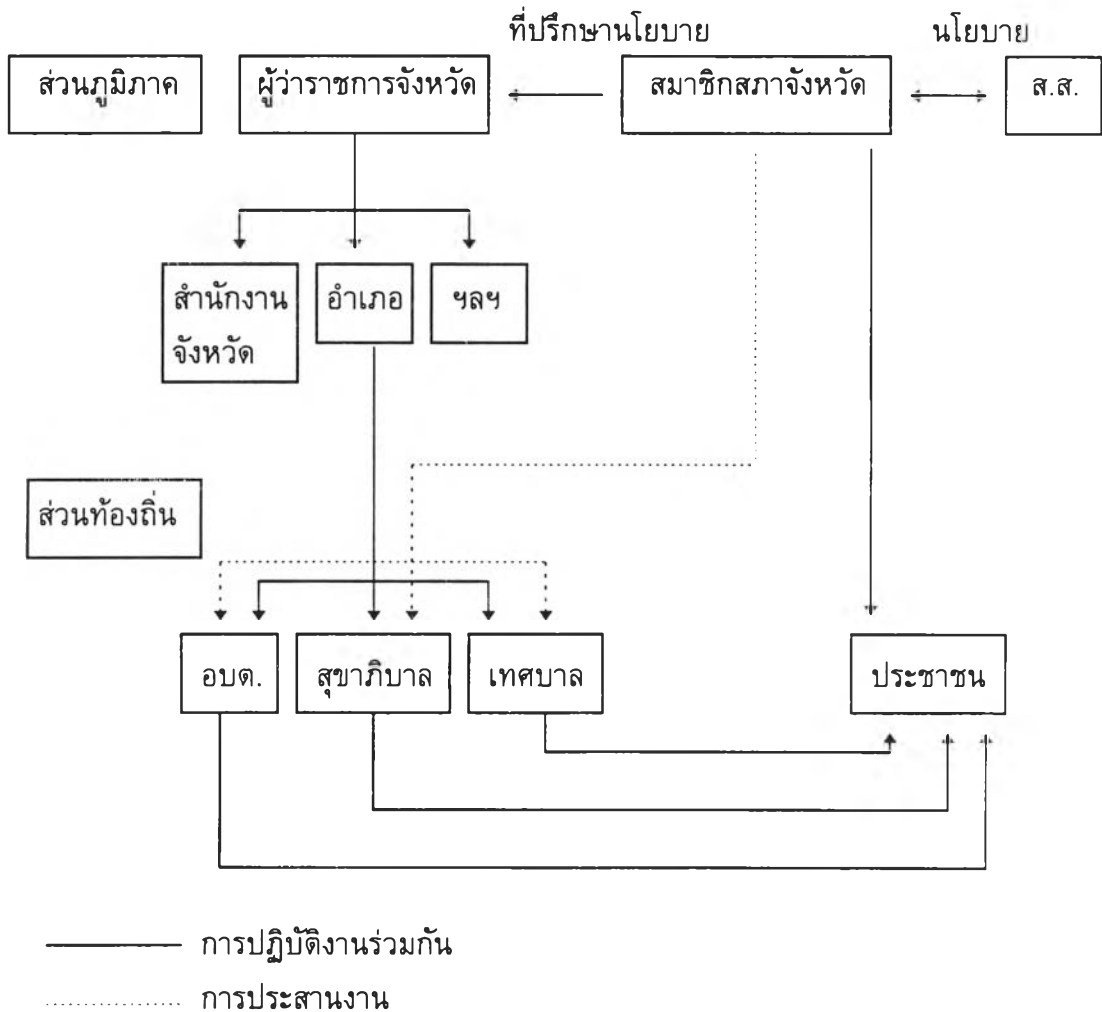 ที่ปรึกษานโยบาย นโยบาย
ส่วนภูมิภาค ผู้ว่าราชการจังหวัด สมาชิกสภาจังหวัด ส.ส.
สำนักงาน อำเภอ ฯลฯ
จังหวัด
ส่วนท้องถิ่น
อบต. สุขาภิบาล เทศบาล ประชาชน
การปฏิบัติงานร่วมกัน
การประสานงาน